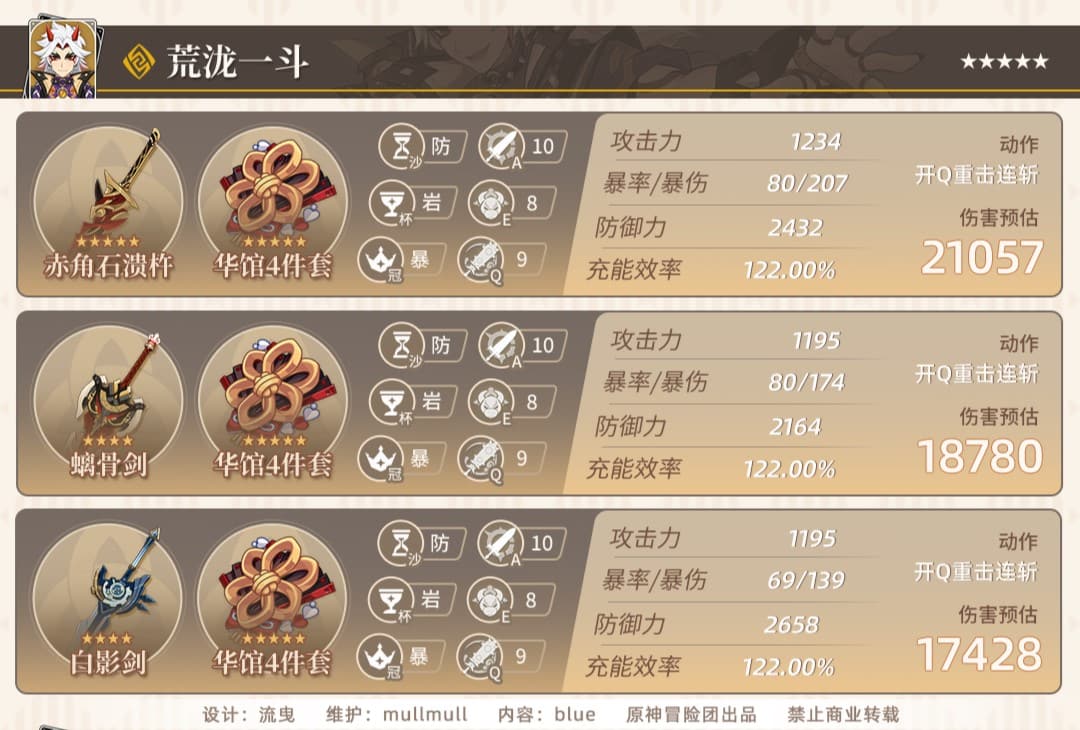 荒泷一斗
★★★★★
赤角石溃杵
华馆4件套
沙 防
A 10
杯 岩
E 8
冠 暴
Q 9
攻击力 1234
暴率/暴伤 80/207
防御力 2432
充能效率 122.00%
动作
开Q重击连斩
伤害预估
21057
螭骨剑
华馆4件套
沙 防
A 10
杯 岩
E 8
冠 暴
Q 9
攻击力 1195
暴率/暴伤 80/174
防御力 2164
充能效率 122.00%
动作
开Q重击连斩
伤害预估
18780
白影剑
华馆4件套
沙 防
A 10
杯 岩
E 8
冠 暴
Q 9
攻击力 1195
暴率/暴伤 69/139
防御力 2658
充能效率 122.00%
动作
开Q重击连斩
伤害预估
17428
设计：流曳 维护：mullmull 内容：blue 原神冒险团出品 禁止商业转载